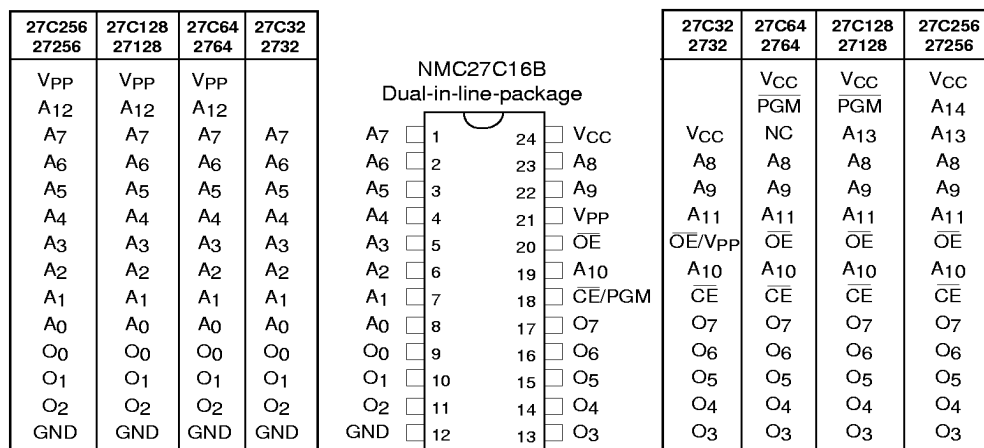 27C256 27C128 27C64 27C32 27C32 27C64 27C128 27C256
27256 27128 2764 2732 2732 2764 27128 27256
NMC27C16B
Dual-in-line-package
VPP VPP VPP VCC VCC VCC
A12 A12 A12 PGM PGM A14
A7 A7 A7 A7 A7 1 24 VCC VCC NC A13 A13
A6 A6 A6 A6 A6 2 23 A8 A8 A8 A8 A8
A5 A5 A5 A5 A5 3 22 A9 A9 A9 A9 A9
A4 A4 A4 A4 A4 4 21 VPP A11 A11 A11 A11
A3 A3 A3 A3 A3 5 20 OE OE/VPP OE OE OE
A2 A2 A2 A2 A2 6 19 A10 A10 A10 A10 A10
A1 A1 A1 A1 A1 7 18 CE/PGM CE CE CE CE
A0 A0 A0 A0 A0 8 17 O7 O7 O7 O7 O7
O0 O0 O0 O0 O0 9 16 O6 O6 O6 O6 O6
O1 O1 O1 O1 O1 10 15 O5 O5 O5 O5 O5
O2 O2 O2 O2 O2 11 14 O4 O4 O4 O4 O4
GND GND GND GND GND 12 13 O3 O3 O3 O3 O3